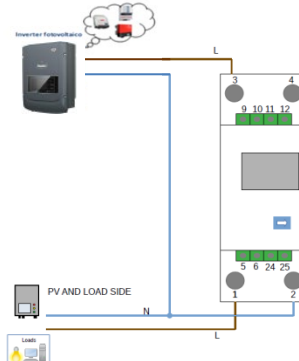 Inverter fotovoltaico
L
3 4
9 10 11 12
5 6 24 25
1 2
PV AND LOAD SIDE
N
L
Loads